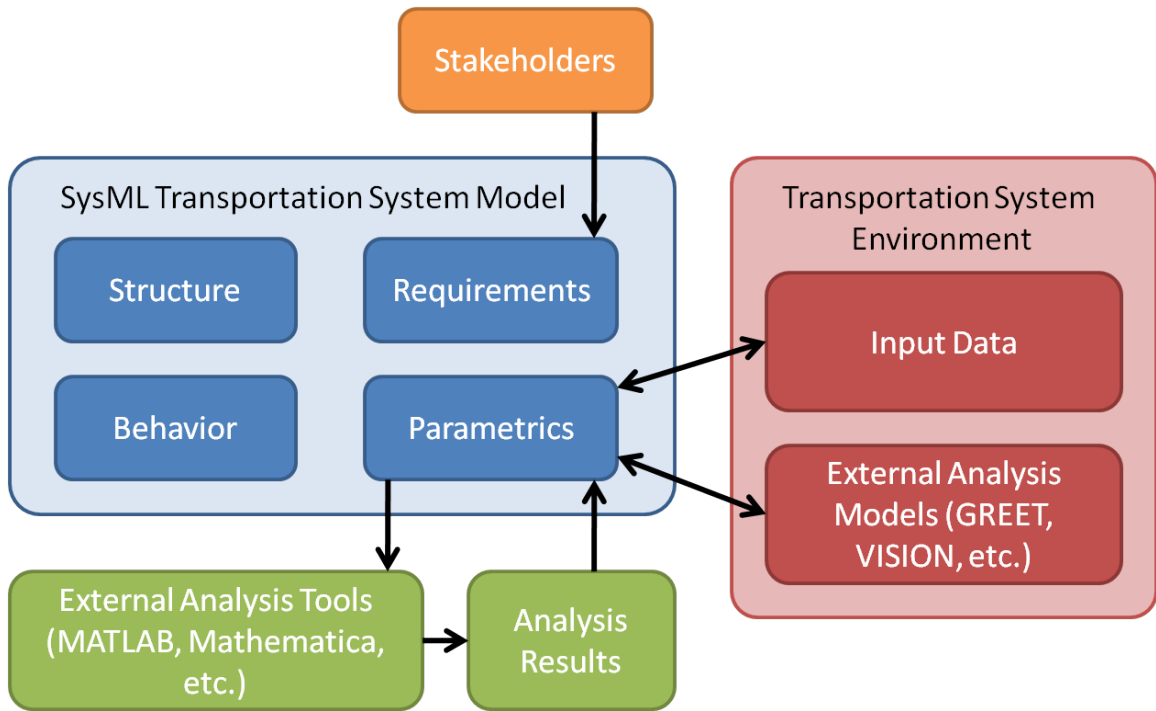 Stakeholders
SysML Transportation System Model
Structure
Requirements
Behavior
Parametrics
Transportation System
Environment
Input Data
External Analysis
Models (GREET,
VISION, etc.)
External Analysis Tools
(MATLAB, Mathematica,
etc.)
Analysis
Results